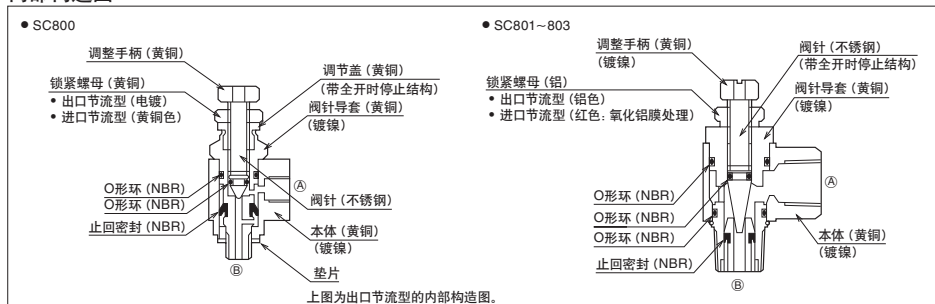 ● SC800
调整手柄 (黄铜)
锁紧螺母 (黄铜)
• 出口节流型 (电镀)
• 进口节流型 (黄铜色)
调节盖 (黄铜)
(带全开时停止结构)
阀针导套 (黄铜)
(镀镍)
O形环 (NBR)
O形环 (NBR)
止回密封 (NBR)
Ⓐ
阀针 (不锈钢)
本体 (黄铜)
(镀镍)
Ⓑ
垫片
上图为出口节流型的内部构造图。
● SC801~803
调整手柄 (黄铜)
(镀镍)
锁紧螺母 (铝)
• 出口节流型 (铝色)
• 进口节流型 (红色: 氧化铝膜处理)
阀针 (不锈钢)
(带全开时停止结构)
阀针导套 (黄铜)
(镀镍)
O形环 (NBR)
O形环 (NBR)
O形环 (NBR)
止回密封 (NBR)
Ⓐ
本体 (黄铜)
(镀镍)
Ⓑ